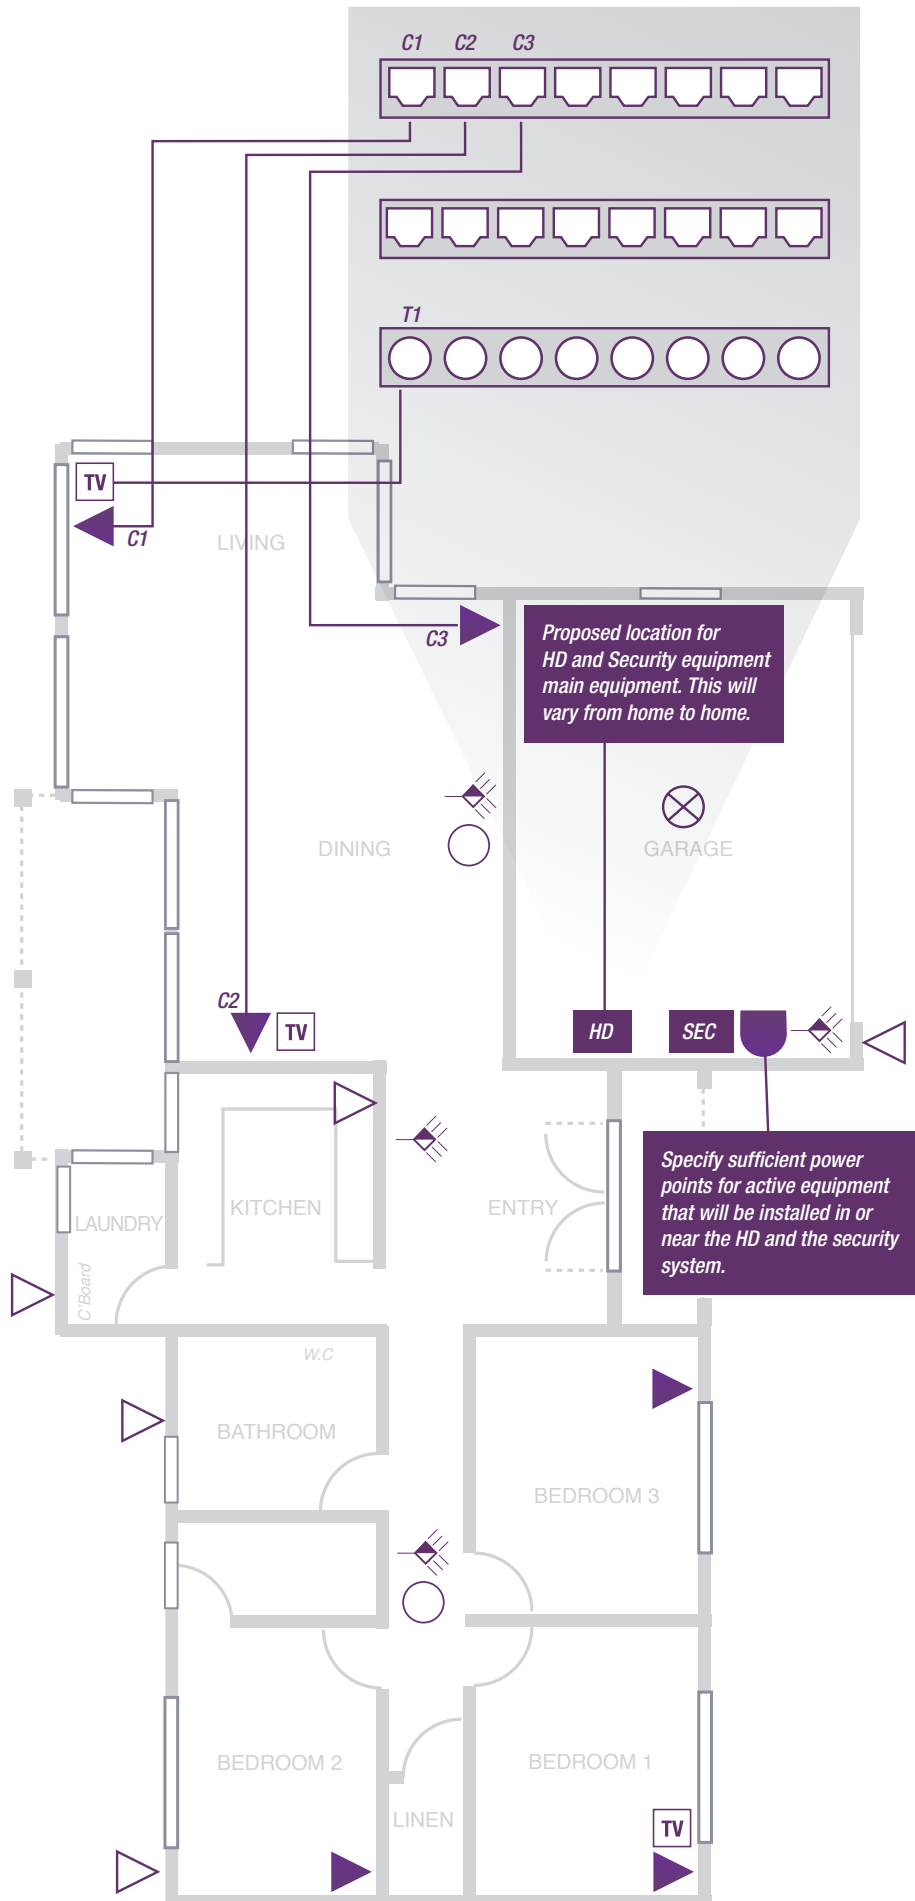 C1 C2 C3
T1
TV
C1
LIVING
C3
Proposed location for
HD and Security equipment
main equipment. This will
vary from home to home.
DINING
GARAGE
C2
TV
HD
SEC
Specify sufficient power
points for active equipment
that will be installed in or
near the HD and the security
system.
KITCHEN
ENTRY
LAUNDRY
C'Board
W.C
BATHROOM
BEDROOM 3
BEDROOM 2
BEDROOM 1
LINEN
TV